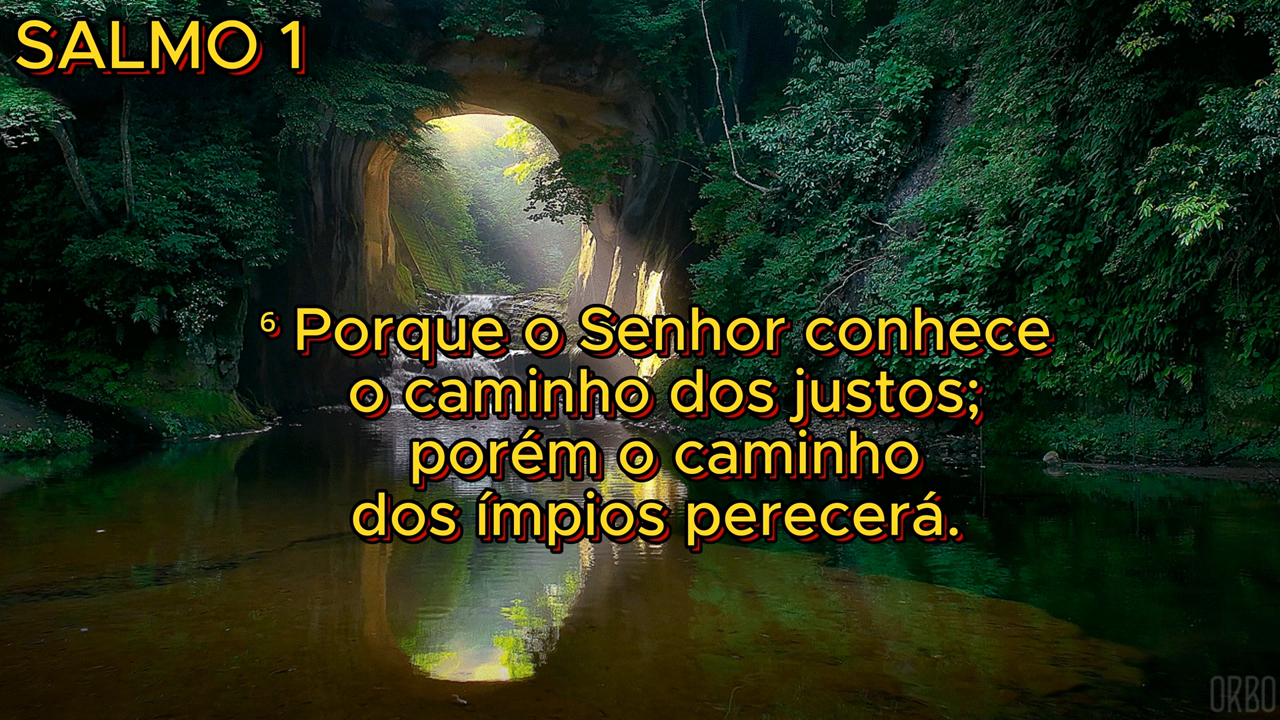 SALMO 1
⁶ Porque o Senhor conhece
o caminho dos justos;
porém o caminho
dos ímpios perecerá.
ORBO